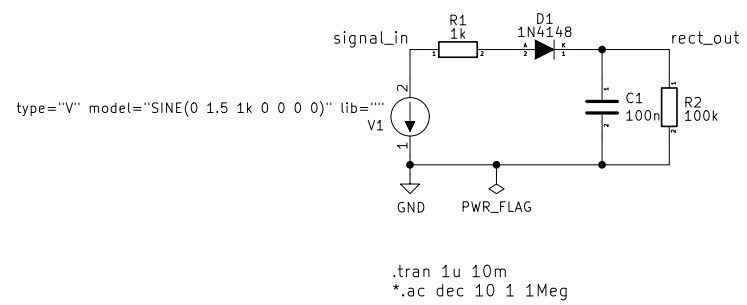 signal_in
R1
1k
1
2
D1
1N4148
A
2
K
1
rect_out
type="V" model="SINE(0 1.5 1k 0 0 0 0)" lib=""
V1
2
1
C1
100n
1
2
R2
100k
1
2
GND
PWR_FLAG
.tran 1u 10m
*.ac dec 10 1 1Meg